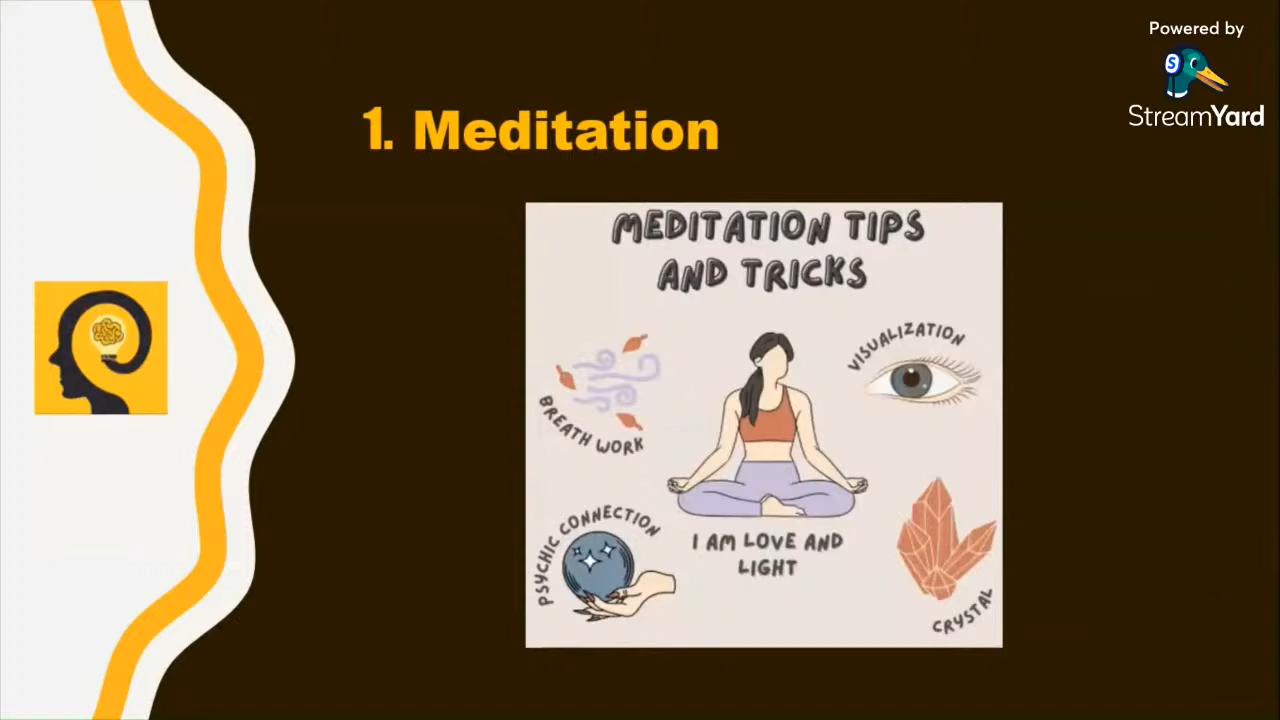 Powered by
StreamYard
1. Meditation
MEDITATION TIPS
AND TRICKS
VISUALIZATION
BREATH WORK
PSYCHIC CONNECTION
I AM LOVE AND
LIGHT
CRYSTAL